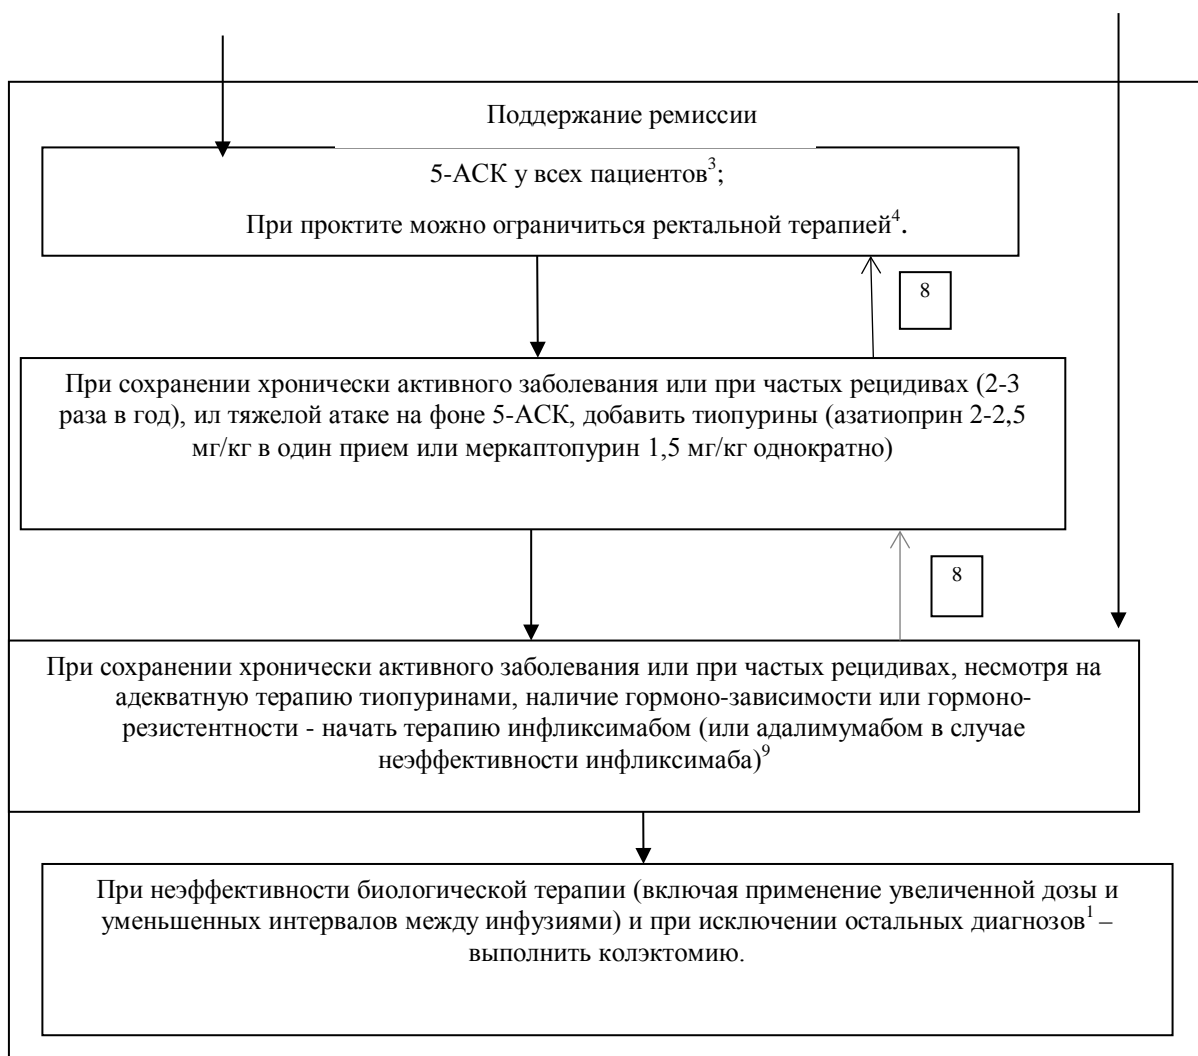 Поддержание ремиссии
5-АСК у всех пациентов³;
При проктите можно ограничиться ректальной терапией⁴.
8
При сохранении хронически активного заболевания или при частых рецидивах (2-3
раза в год), ил тяжелой атаке на фоне 5-АСК, добавить тиопурины (азатиоприн 2-2,5
мг/кг в один прием или меркаптопурин 1,5 мг/кг однократно)
8
При сохранении хронически активного заболевания или при частых рецидивах, несмотря на
адекватную терапию тиопуринами, наличие гормоно-зависимости или гормоно-
резистентности - начать терапию инфликсимабом (или адалимумабом в случае
неэффективности инфликсимаба)⁹
При неэффективности биологической терапии (включая применение увеличенной дозы и
уменьшенных интервалов между инфузиями) и при исключении остальных диагнозов¹ –
выполнить колэктомию.